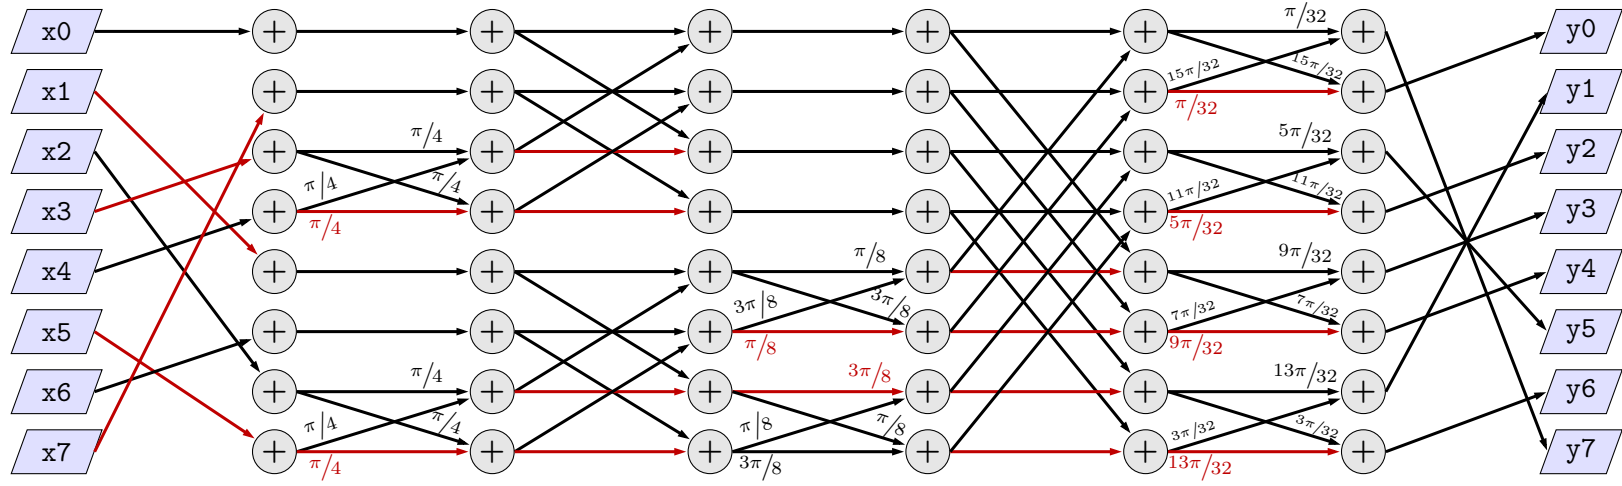 x0 + + + + + π/32 + y0
15π/32 15π/32
x1 + + + + + π/32 + y1
x2 + π/4 + + + + 5π/32 + y2
π/4 π/4 11π/32 11π/32
x3 + π/4 + + + + 5π/32 + y3
x4 + + + π/8 + + 9π/32 + y4
3π/8 3π/8 7π/32 7π/32
x5 + + + π/8 + + 9π/32 + y5
x6 + π/4 + + 3π/8 + + 13π/32 + y6
π/4 π/4 π/8 π/8 3π/32 3π/32
x7 + π/4 + + 3π/8 + + 13π/32 + y7